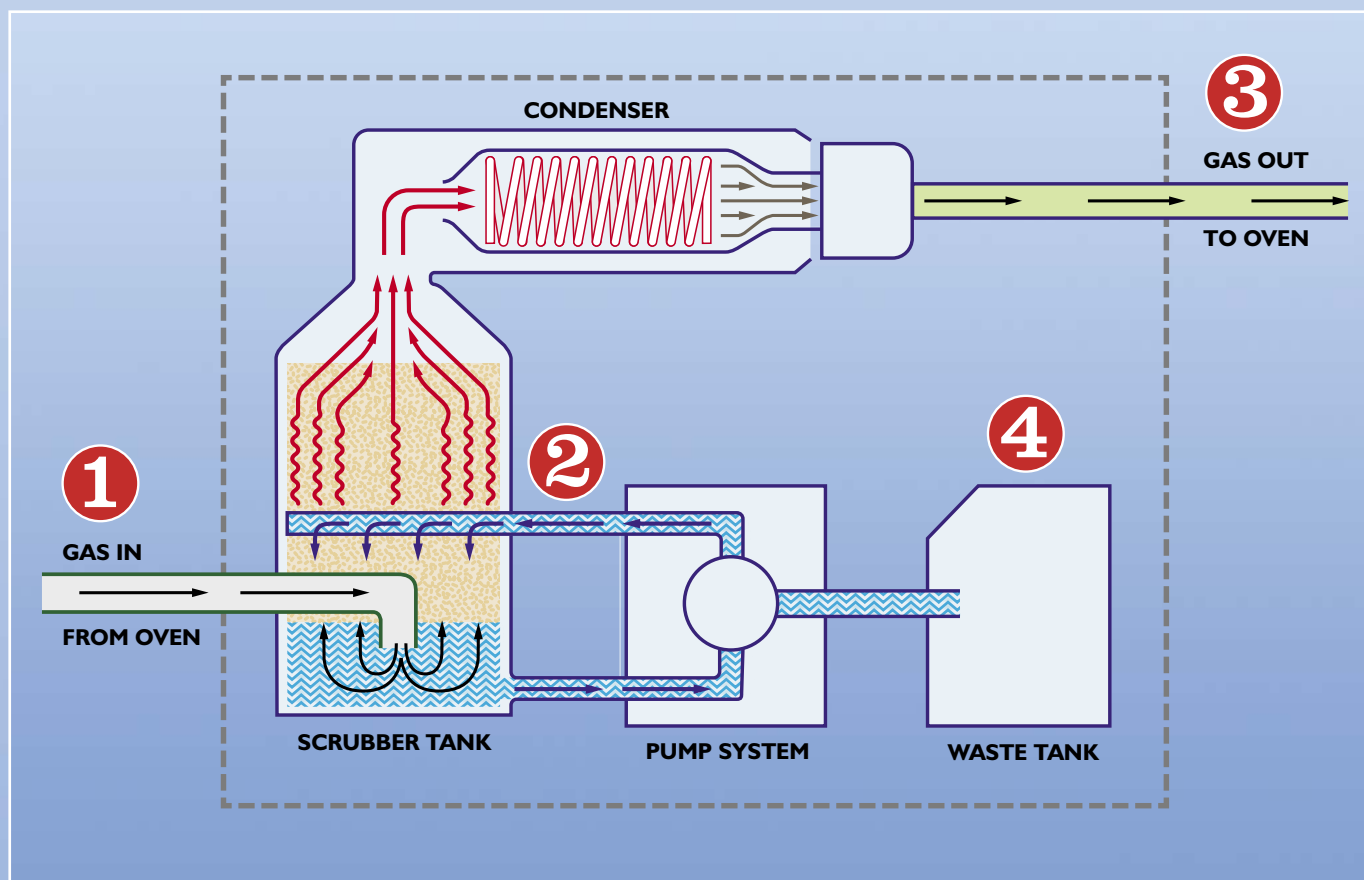 CONDENSER
3
GAS OUT
TO OVEN
2
4
1
GAS IN
FROM OVEN
SCRUBBER TANK
PUMP SYSTEM
WASTE TANK